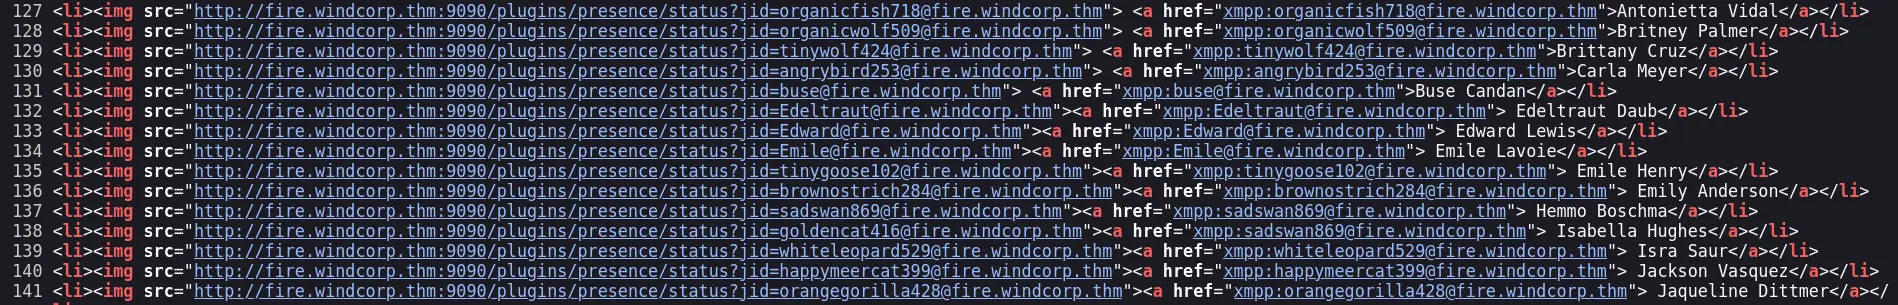 127 <li><img src="http://fire.windcorp.thm:9090/plugins/presence/status?jid=organicfish718@fire.windcorp.thm"> <a href="xmpp:organicfish718@fire.windcorp.thm">Antonietta Vidal</a></li>
128 <li><img src="http://fire.windcorp.thm:9090/plugins/presence/status?jid=organicwolf509@fire.windcorp.thm"> <a href="xmpp:organicwolf509@fire.windcorp.thm">Britney Palmer</a></li>
129 <li><img src="http://fire.windcorp.thm:9090/plugins/presence/status?jid=tinywolf424@fire.windcorp.thm"> <a href="xmpp:tinywolf424@fire.windcorp.thm">Brittany Cruz</a></li>
130 <li><img src="http://fire.windcorp.thm:9090/plugins/presence/status?jid=angrybird253@fire.windcorp.thm"> <a href="xmpp:angrybird253@fire.windcorp.thm">Carla Meyer</a></li>
131 <li><img src="http://fire.windcorp.thm:9090/plugins/presence/status?jid=buse@fire.windcorp.thm"> <a href="xmpp:buse@fire.windcorp.thm">Buse Candan</a></li>
132 <li><img src="http://fire.windcorp.thm:9090/plugins/presence/status?jid=Edeltraut@fire.windcorp.thm"><a href="xmpp:Edeltraut@fire.windcorp.thm"> Edeltraut Daub</a></li>
133 <li><img src="http://fire.windcorp.thm:9090/plugins/presence/status?jid=Edward@fire.windcorp.thm"><a href="xmpp:Edward@fire.windcorp.thm"> Edward Lewis</a></li>
134 <li><img src="http://fire.windcorp.thm:9090/plugins/presence/status?jid=Emile@fire.windcorp.thm"><a href="xmpp:Emile@fire.windcorp.thm"> Emile Lavoie</a></li>
135 <li><img src="http://fire.windcorp.thm:9090/plugins/presence/status?jid=tinygoose102@fire.windcorp.thm"><a href="xmpp:tinygoose102@fire.windcorp.thm"> Emile Henry</a></li>
136 <li><img src="http://fire.windcorp.thm:9090/plugins/presence/status?jid=brownostrich284@fire.windcorp.thm"><a href="xmpp:brownostrich284@fire.windcorp.thm"> Emily Anderson</a></li>
137 <li><img src="http://fire.windcorp.thm:9090/plugins/presence/status?jid=sadswan869@fire.windcorp.thm"><a href="xmpp:sadswan869@fire.windcorp.thm"> Hemmo Boschma</a></li>
138 <li><img src="http://fire.windcorp.thm:9090/plugins/presence/status?jid=goldencat416@fire.windcorp.thm"><a href="xmpp:sadswan869@fire.windcorp.thm"> Isabella Hughes</a></li>
139 <li><img src="http://fire.windcorp.thm:9090/plugins/presence/status?jid=whiteleopard529@fire.windcorp.thm"><a href="xmpp:whiteleopard529@fire.windcorp.thm"> Isra Saur</a></li>
140 <li><img src="http://fire.windcorp.thm:9090/plugins/presence/status?jid=happymeercat399@fire.windcorp.thm"><a href="xmpp:happymeercat399@fire.windcorp.thm"> Jackson Vasquez</a></li>
141 <li><img src="http://fire.windcorp.thm:9090/plugins/presence/status?jid=orangegorilla428@fire.windcorp.thm"><a href="xmpp:orangegorilla428@fire.windcorp.thm"> Jaqueline Dittmer</a></